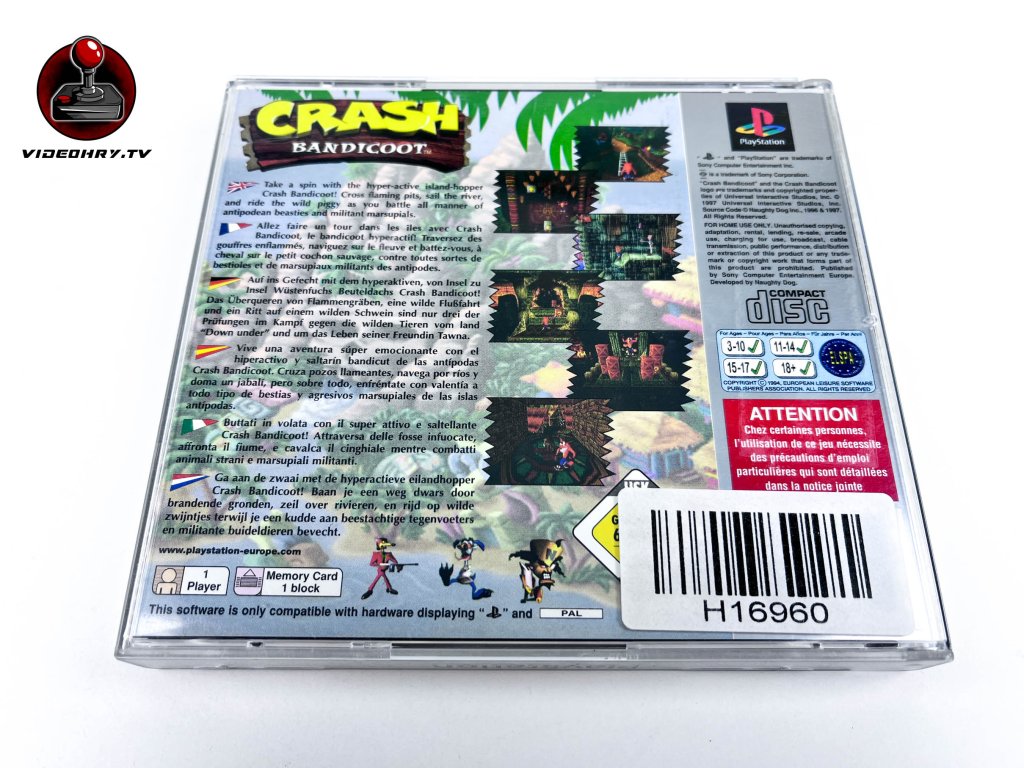 VIDEOHRY.TV
CRASH
BANDICOOT™
Take a spin with the hyper-active island-hopper
Crash Bandicoot! Cross flaming pits, sail the river,
and ride the wild piggy as you battle all manner of
antipodean beasties and militant marsupials.
Allez faire un tour dans les îles avec Crash
Bandicoot, le bandicoot hyperactif! Traversez des
gouffres enflammés, naviguez sur le fleuve et battez-vous, à
cheval sur le petit cochon sauvage, contre toutes sortes de
bestioles et de marsupiaux militants des antipodes.
Auf ins Gefecht mit dem hyperaktiven, von Insel zu
Insel Wüstenfuchs Beuteldachs Crash Bandicoot!
Das Überqueren von Flammengräben, eine wilde Flußfahrt
und ein Ritt auf einem wilden Schwein sind nur drei der
Prüfungen im Kampf gegen die wilden Tieren vom land
"Down under" und um das Leben seiner Freundin Tawna.
Vive una aventura súper emocionante con el
hiperactivo y saltarín bandicut de las antípodas
Crash Bandicoot. Cruza pozos llameantes, navega por ríos y
doma un jabalí, pero sobre todo, enfréntate con valentía a
todo tipo de bestias y agresivos marsupiales de las islas
antípodas.
Buttati in volata con il super attivo e saltellante
Crash Bandicoot! Attraversa delle fosse infuocate,
affronta il fiume, e cavalca il cinghiale mentre combatti
animali strani e marsupiali militanti.
Ga aan de zwaai met de hyperactieve eilandhopper
Crash Bandicoot! Baan je een weg dwars door
brandende gronden, zeil over rivieren, en rijd op wilde
zwijntjes terwijl je een kudde aan beestachtige tegenvoeters
en militante buideldieren bevecht.
www.playstation-europe.com
1
Player
Memory Card
1 block
This software is only compatible with hardware displaying " " and PAL
PlayStation
" " and "PlayStation" are trademarks of
Sony Computer Entertainment Inc.
is a trademark of Sony Corporation.
"Crash Bandicoot" and the Crash Bandicoot
logo are trademarks and copyrighted proper-
ties of Universal Interactive Studios, Inc. ©
1997 Universal Interactive Studios, Inc.
Source Code © Naughty Dog Inc., 1996 & 1997.
All Rights Reserved.
FOR HOME USE ONLY. Unauthorised copying,
adaptation, rental, lending, re-sale, arcade
use, charging for use, broadcast, cable
transmission, public performance, distribution
or extraction of this product or any trade-
mark or copyright work that forms part of
this product are prohibited. Published
by Sony Computer Entertainment Europe.
Developed by Naughty Dog.
COMPACT
disc
For Ages – Pour Ages – Para Años – für Jahre – Per Anni
3-10 11-14
15-17 18+
ELSPA
COPYRIGHT © 1994, EUROPEAN LEISURE SOFTWARE
PUBLISHERS ASSOCIATION. ALL RIGHTS RESERVED
ATTENTION
Chez certaines personnes,
l'utilisation de ce jeu nécessite
des précautions d'emploi
particulières qui sont détaillées
dans la notice jointe
USK
H16960